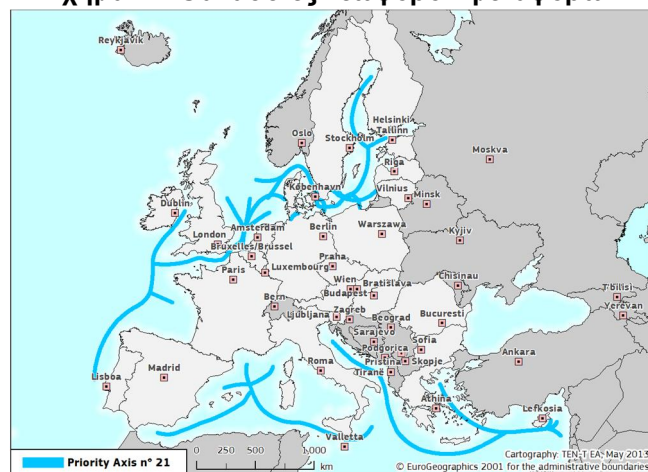 Reykjavik
Helsinki
Tallinn
Oslo
Stockholm
Moskva
Riga
København
Vilnius
Minsk
Dublin
London
Amsterdam
Berlin
Warszawa
Bruxelles/Brüssel
Kyjiv
Praha
Luxembourg
Paris
Wien
Bratislava
Chisinau
Budapest
Bern
Ljubljana
Zagreb
Beograd
Bucuresti
Tbilisi
Yerevan
Sarajevo
Podgorica
Sofia
Pristina
Skopje
Tiranë
Ankara
Roma
Madrid
Lisboa
Athina
Lefkosia
Valletta
Priority Axis n° 21
0 250 500 1,000
km
Cartography: TEN-T EA, May 2013
© EuroGeographics 2001 for the administrative boundaries